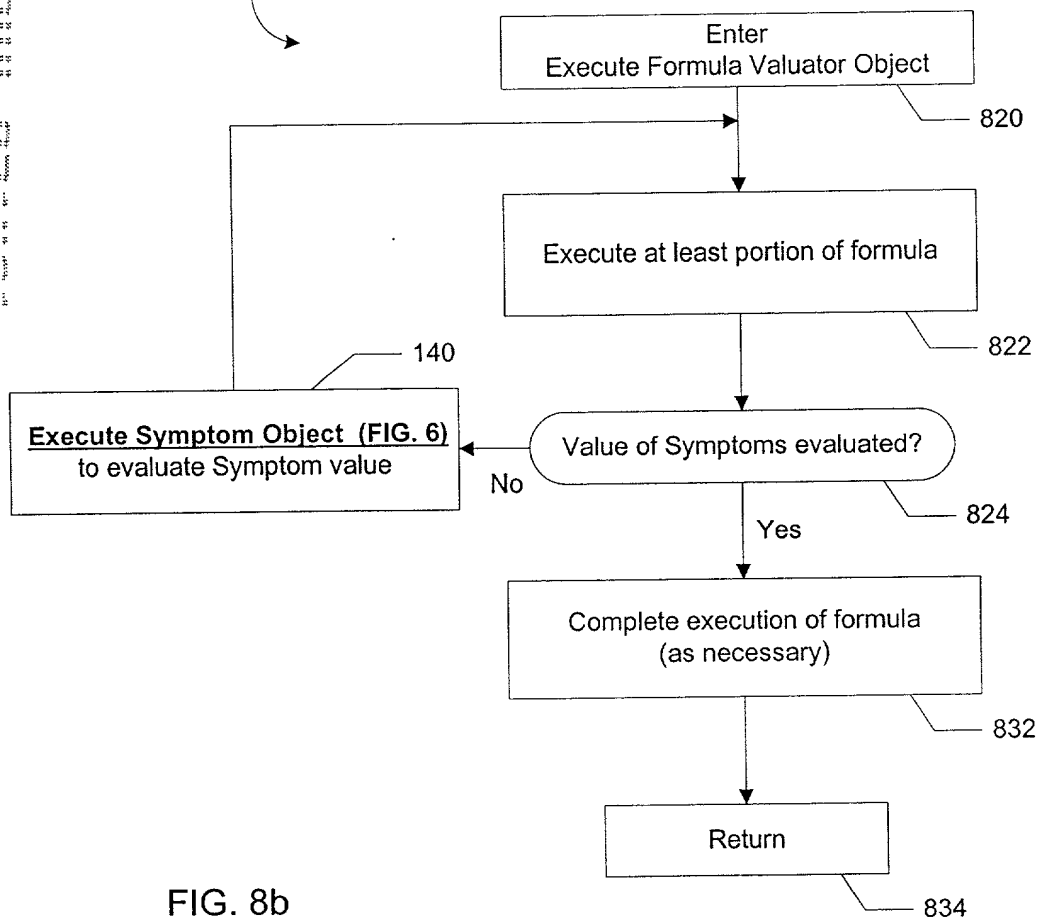 Enter
Execute Formula Valuator Object
820
Execute at least portion of formula
822
140
Execute Symptom Object (FIG. 6)
to evaluate Symptom value
No
Value of Symptoms evaluated?
824
Yes
Complete execution of formula
(as necessary)
832
Return
834
FIG. 8b